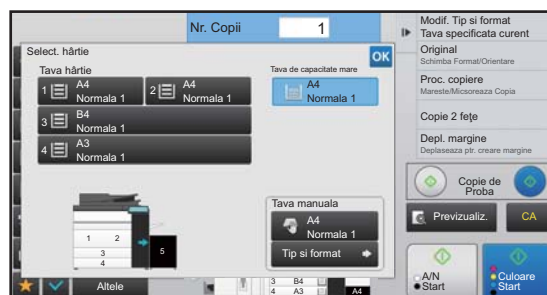 Nr. Copii
1
Select. hârtie
OK
Tava hârtie
1 A4
Normala 1
2 A4
Normala 1
3 B4
Normala 1
4 A3
Normala 1
Tava de capacitate mare
A4
Normala 1
Tava manuala
A4
Normala 1
Tip si format
1 2
3
4
5
Altele
3 B4
4 A3
A4
Modif. Tip si format
Tava specificata curent
Original
Schimba Format/Orientare
Proc. copiere
Mareste/Micsoreaza Copia
Copie 2 feţe
Depl. margine
Deplaseaza ptr. creare margine
Copie de
Proba
Previzualiz.
CA
A/N
Start
Culoare
Start